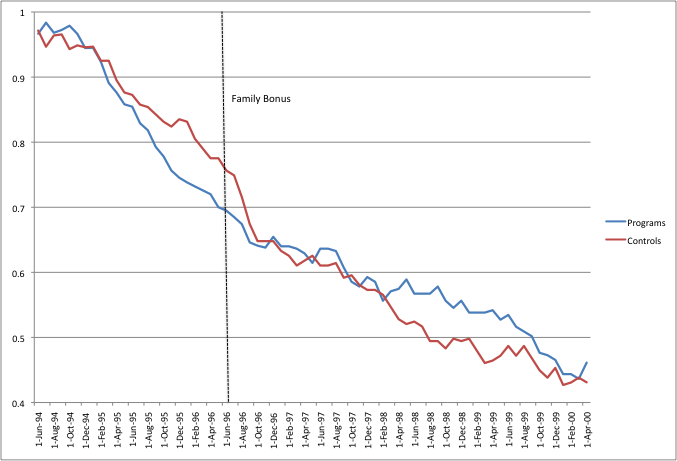 1
0.9
0.8
0.7
0.6
0.5
0.4
Family Bonus
Programs
Controls
1-Jun-94
1-Aug-94
1-Oct-94
1-Dec-94
1-Feb-95
1-Apr-95
1-Jun-95
1-Aug-95
1-Oct-95
1-Dec-95
1-Feb-96
1-Apr-96
1-Jun-96
1-Aug-96
1-Oct-96
1-Dec-96
1-Feb-97
1-Apr-97
1-Jun-97
1-Aug-97
1-Oct-97
1-Dec-97
1-Feb-98
1-Apr-98
1-Jun-98
1-Aug-98
1-Oct-98
1-Dec-98
1-Feb-99
1-Apr-99
1-Jun-99
1-Aug-99
1-Oct-99
1-Dec-99
1-Feb-00
1-Apr-00